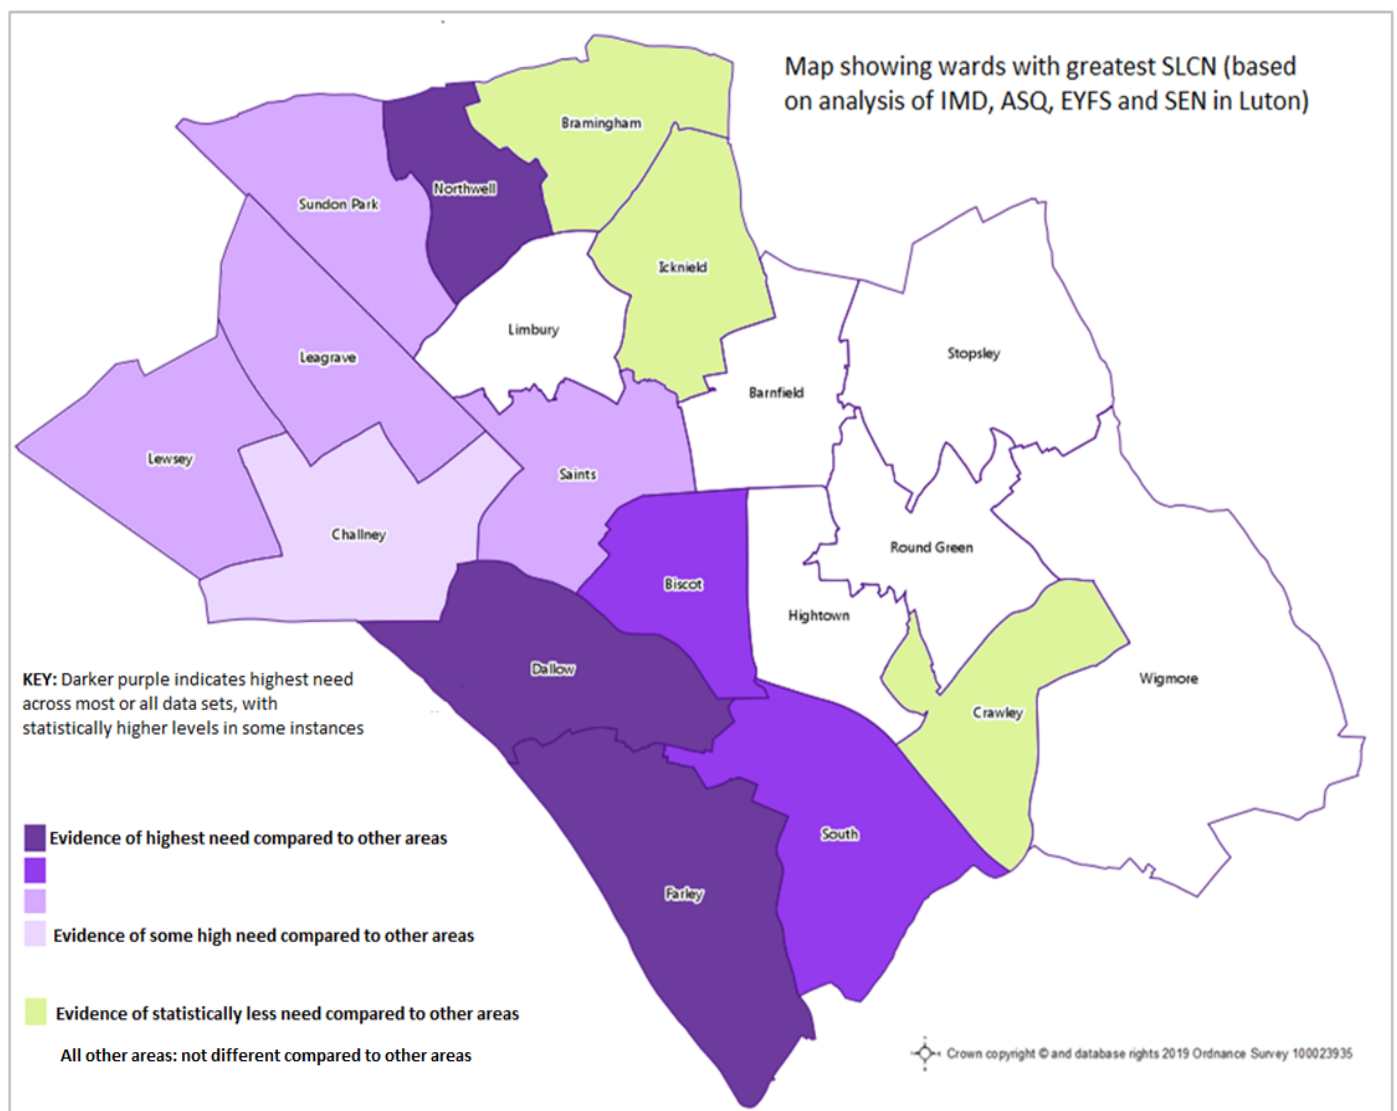 Map showing wards with greatest SLCN (based
on analysis of IMD, ASQ, EYFS and SEN in Luton)
Bramingham
Northwell
Sundon Park
Icknield
Limbury
Leagrave
Stopsley
Barnfield
Lewsey
Saints
Challney
Round Green
Biscot
Hightown
Dallow
Wigmore
Crawley
South
Farley
KEY: Darker purple indicates highest need
across most or all data sets, with
statistically higher levels in some instances
Evidence of highest need compared to other areas
Evidence of some high need compared to other areas
Evidence of statistically less need compared to other areas
All other areas: not different compared to other areas
Crown copyright © and database rights 2019 Ordnance Survey 100023935